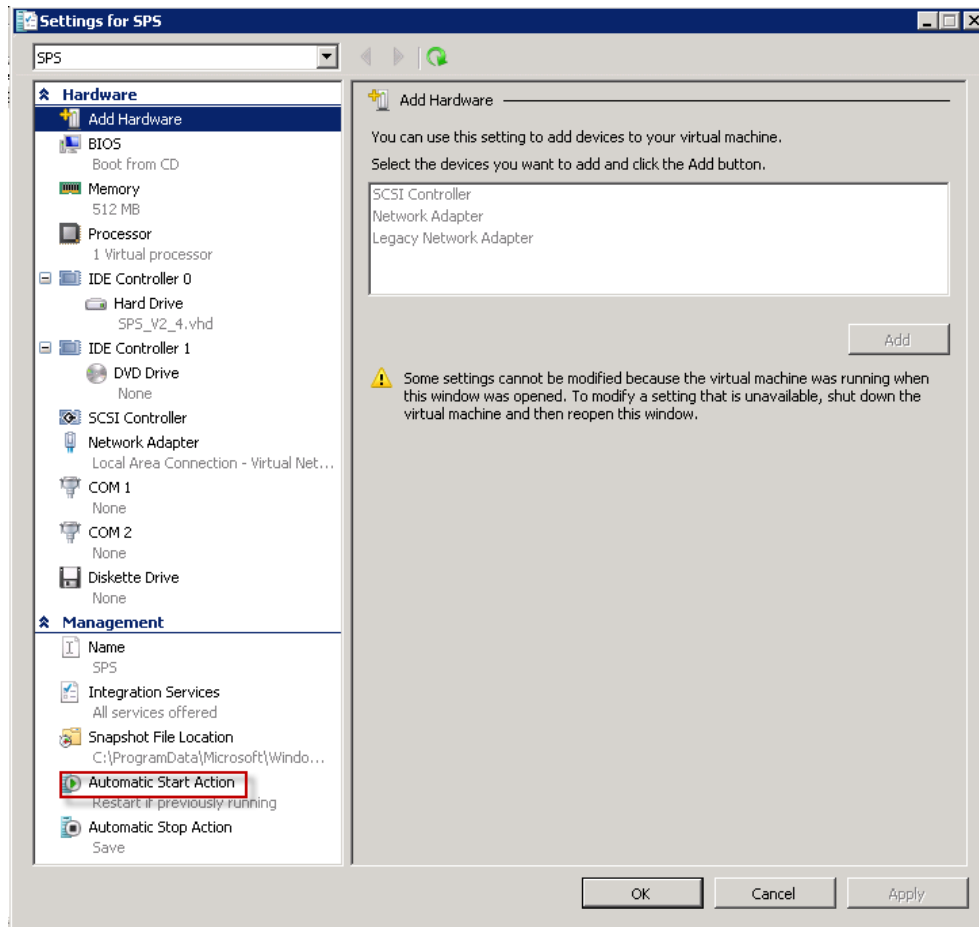 Settings for SPS
SPS
Hardware
Add Hardware
BIOS
Boot from CD
Memory
512 MB
Processor
1 Virtual processor
IDE Controller 0
Hard Drive
SPS_V2_4.vhd
IDE Controller 1
DVD Drive
None
SCSI Controller
Network Adapter
Local Area Connection - Virtual Net...
COM 1
None
COM 2
None
Diskette Drive
None
Management
Name
SPS
Integration Services
All services offered
Snapshot File Location
C:\ProgramData\Microsoft\Windo...
Automatic Start Action
Restart if previously running
Automatic Stop Action
Save
Add Hardware
You can use this setting to add devices to your virtual machine.
Select the devices you want to add and click the Add button.
SCSI Controller
Network Adapter
Legacy Network Adapter
Add
Some settings cannot be modified because the virtual machine was running when
this window was opened. To modify a setting that is unavailable, shut down the
virtual machine and then reopen this window.
OK
Cancel
Apply